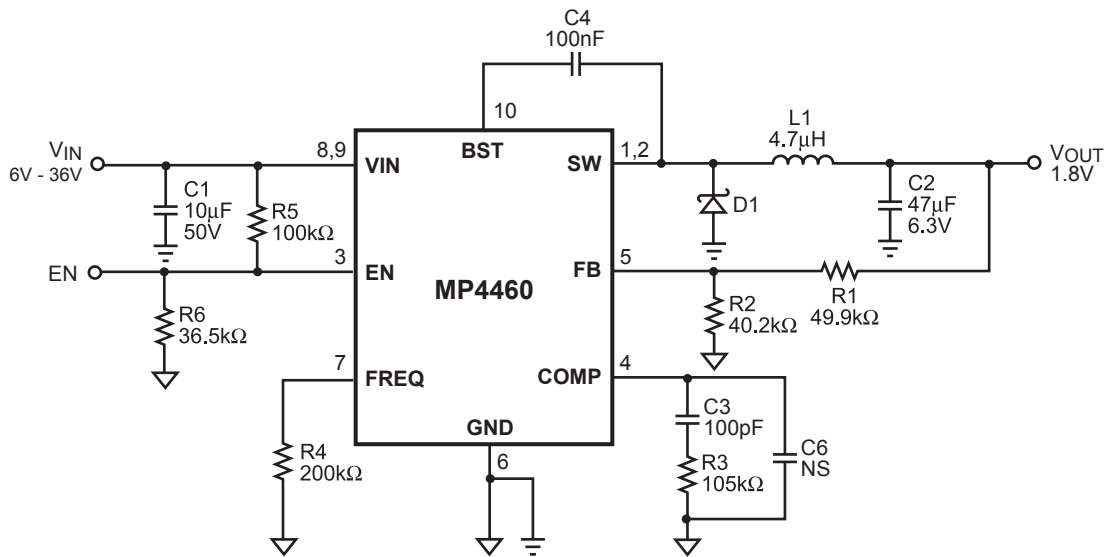 C4
100nF
10
L1
4.7μH
VIN
6V - 36V
8,9
VIN
BST
SW
1,2
VOUT
1.8V
C1
10μF
50V
R5
100kΩ
D1
C2
47μF
6.3V
EN
3
EN
MP4460
FB
5
R6
36.5kΩ
R2
40.2kΩ
R1
49.9kΩ
7
FREQ
COMP
4
C3
100pF
GND
6
R4
200kΩ
R3
105kΩ
C6
NS